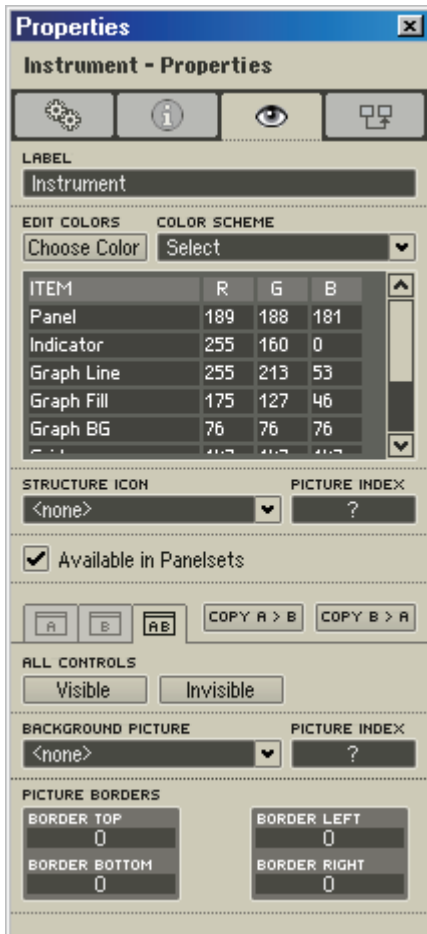 Properties
Instrument - Properties
LABEL
Instrument
EDIT COLORS COLOR SCHEME
Choose Color Select
ITEM R G B
Panel 189 188 181
Indicator 255 160 0
Graph Line 255 213 53
Graph Fill 175 127 46
Graph BG 76 76 76
STRUCTURE ICON PICTURE INDEX
<none> ?
Available in Panelsets
A B AB COPY A > B COPY B > A
ALL CONTROLS
Visible Invisible
BACKGROUND PICTURE PICTURE INDEX
<none> ?
PICTURE BORDERS
BORDER TOP BORDER LEFT
0 0
BORDER BOTTOM BORDER RIGHT
0 0